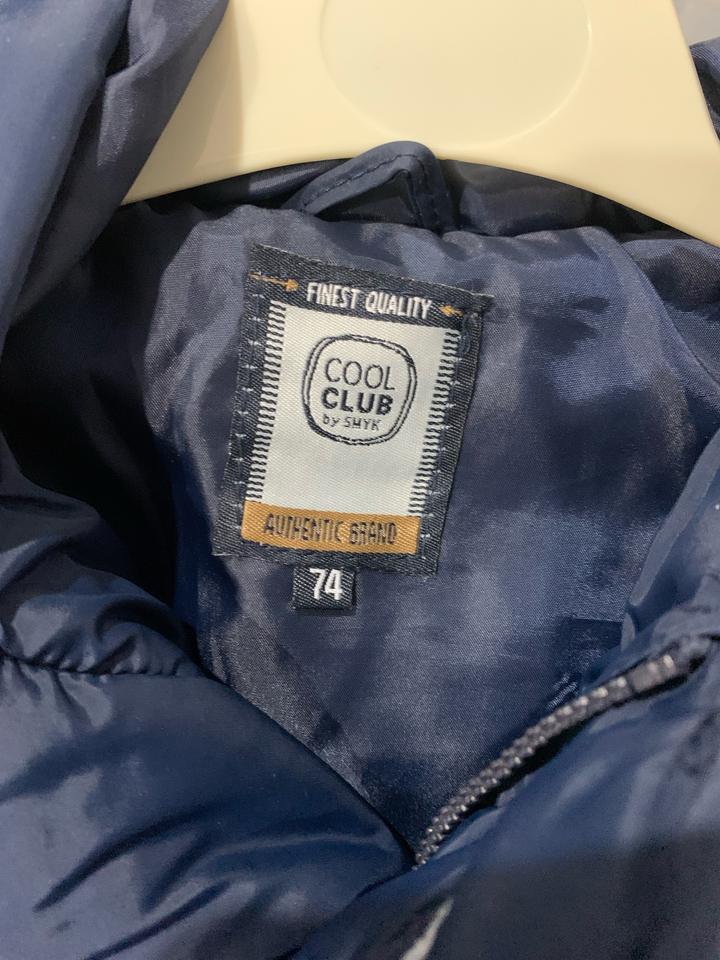 FINEST QUALITY
COOL
CLUB
by SMYK
AUTHENTIC BRAND
74